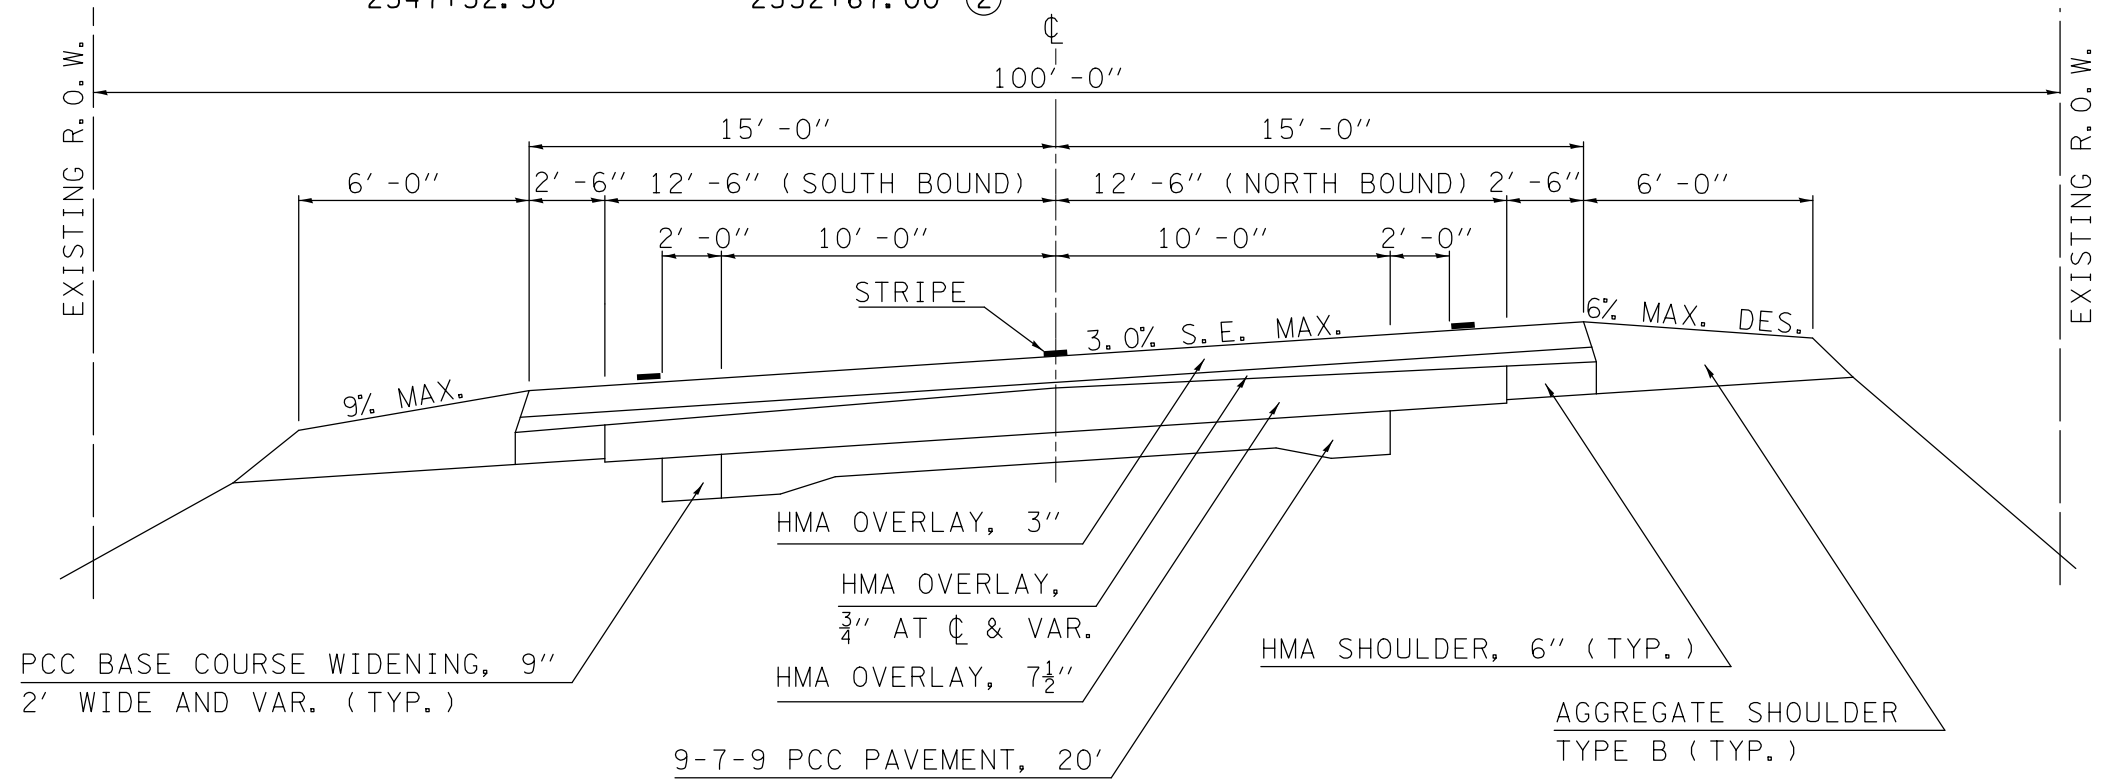 ℄
100'-0"
15'-0" 15'-0"
6'-0" 2'-6" 12'-6" (SOUTH BOUND) 12'-6" (NORTH BOUND) 2'-6" 6'-0"
2'-0" 10'-0" 10'-0" 2'-0"
EXISTING R.O.W.
EXISTING R.O.W.
STRIPE
3.0% S.E. MAX.
6% MAX. DES.
9% MAX.
HMA OVERLAY, 3"
HMA OVERLAY,
3/4" AT ℄ & VAR.
HMA OVERLAY, 7 1/2"
9-7-9 PCC PAVEMENT, 20'
PCC BASE COURSE WIDENING, 9"
2' WIDE AND VAR. (TYP.)
HMA SHOULDER, 6" (TYP.)
AGGREGATE SHOULDER
TYPE B (TYP.)